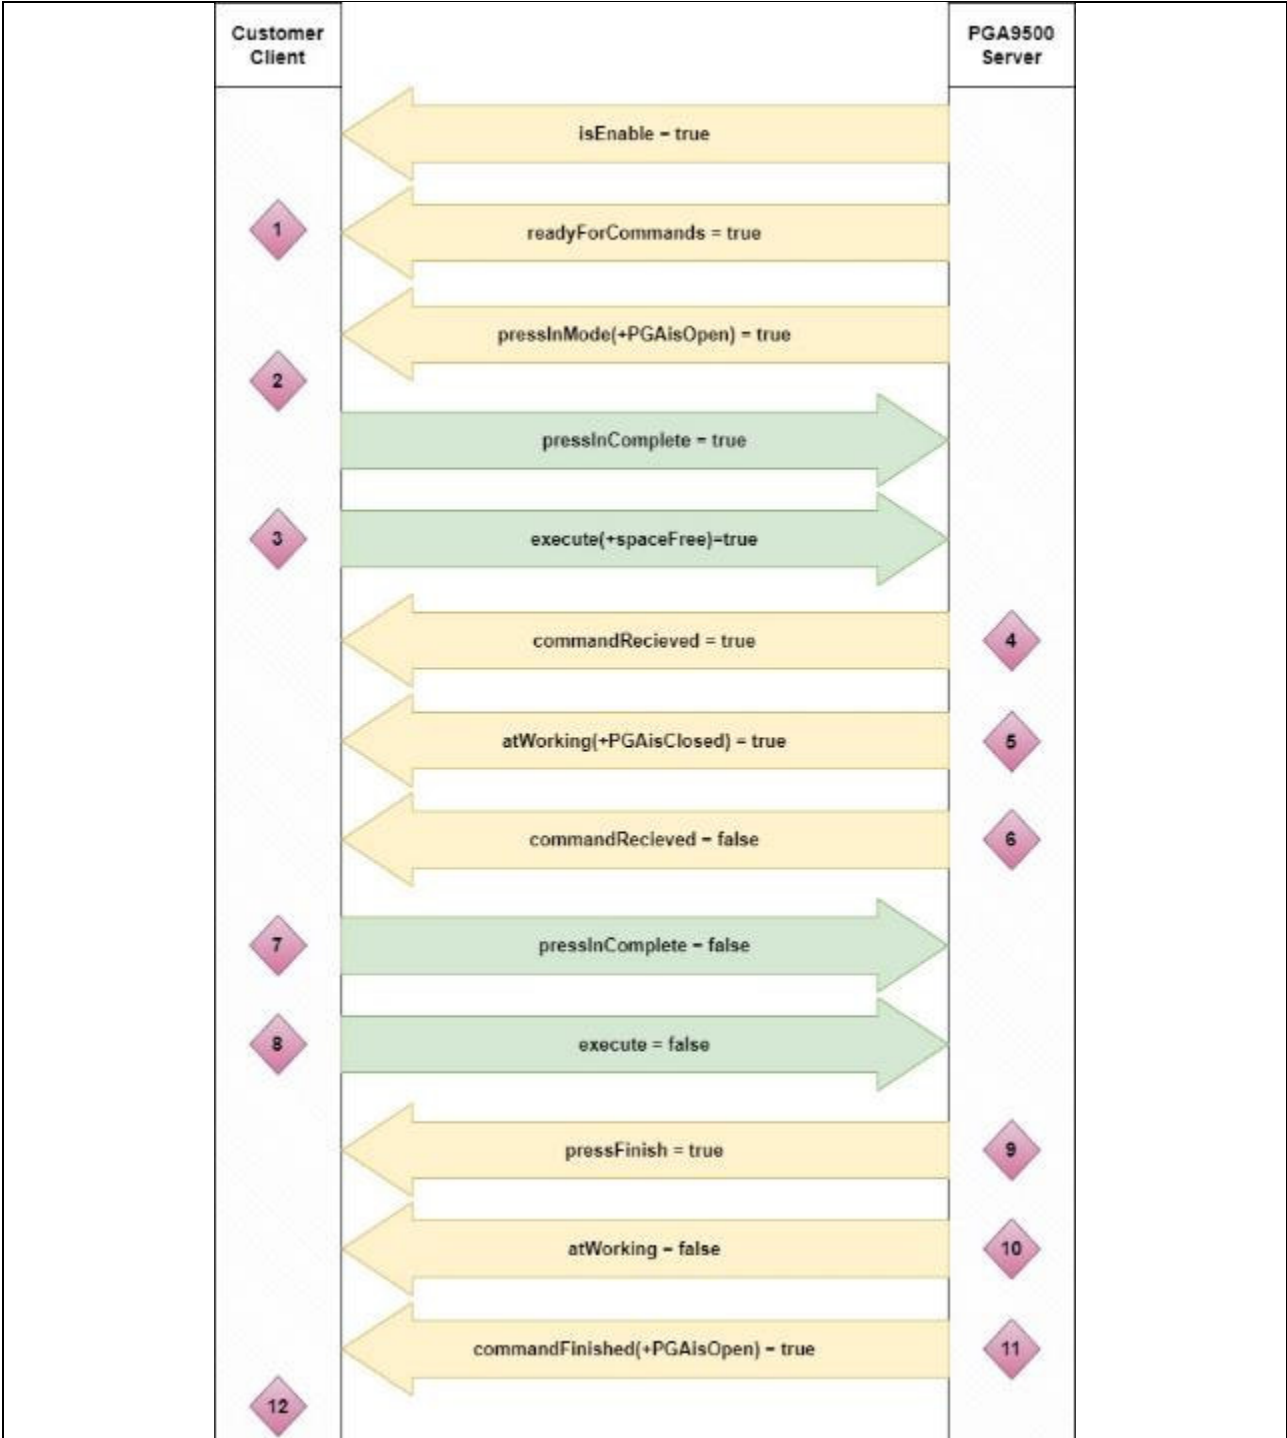 Customer
Client
PGA9500
Server
isEnable = true
1
readyForCommands = true
pressInMode(+PGAisOpen) = true
2
pressInComplete = true
3
execute(+spaceFree)=true
commandRecieved = true
4
atWorking(+PGAisClosed) = true
5
commandRecieved = false
6
7
pressInComplete = false
8
execute = false
pressFinish = true
9
atWorking = false
10
commandFinished(+PGAisOpen) = true
11
12